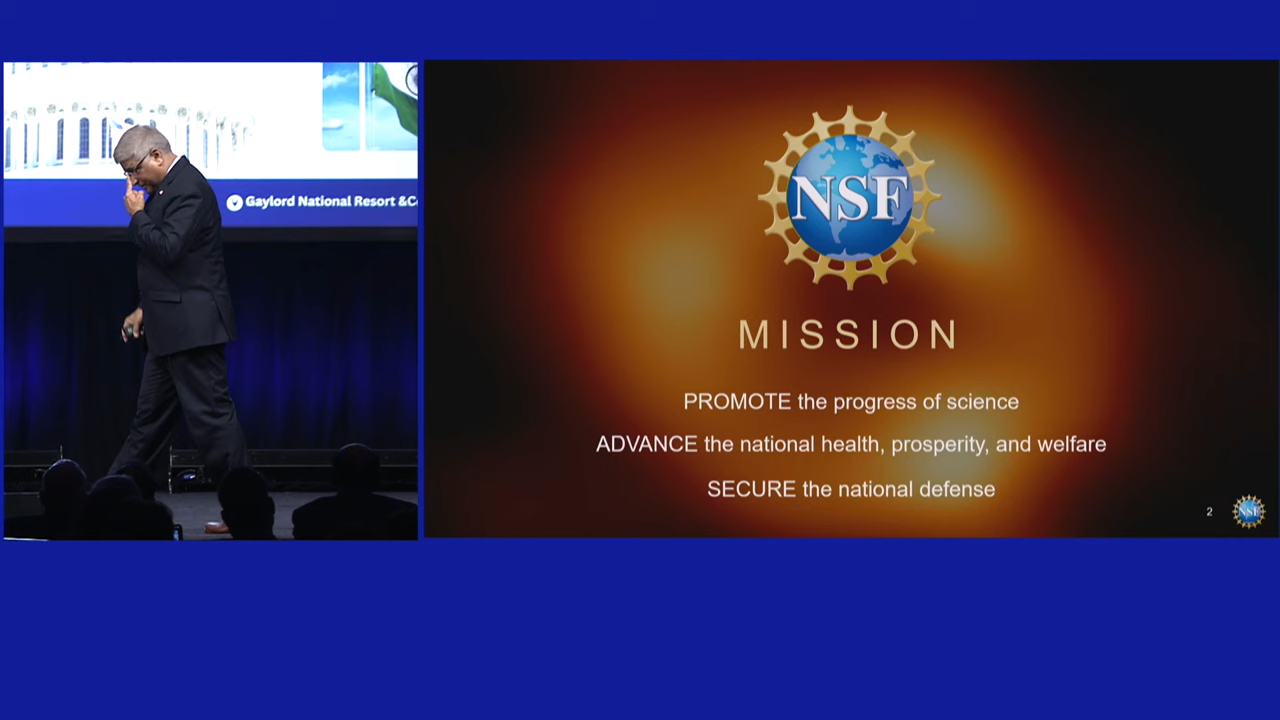 Gaylord National Resort & C
NSF
MISSION
PROMOTE the progress of science
ADVANCE the national health, prosperity, and welfare
SECURE the national defense
2
NSF